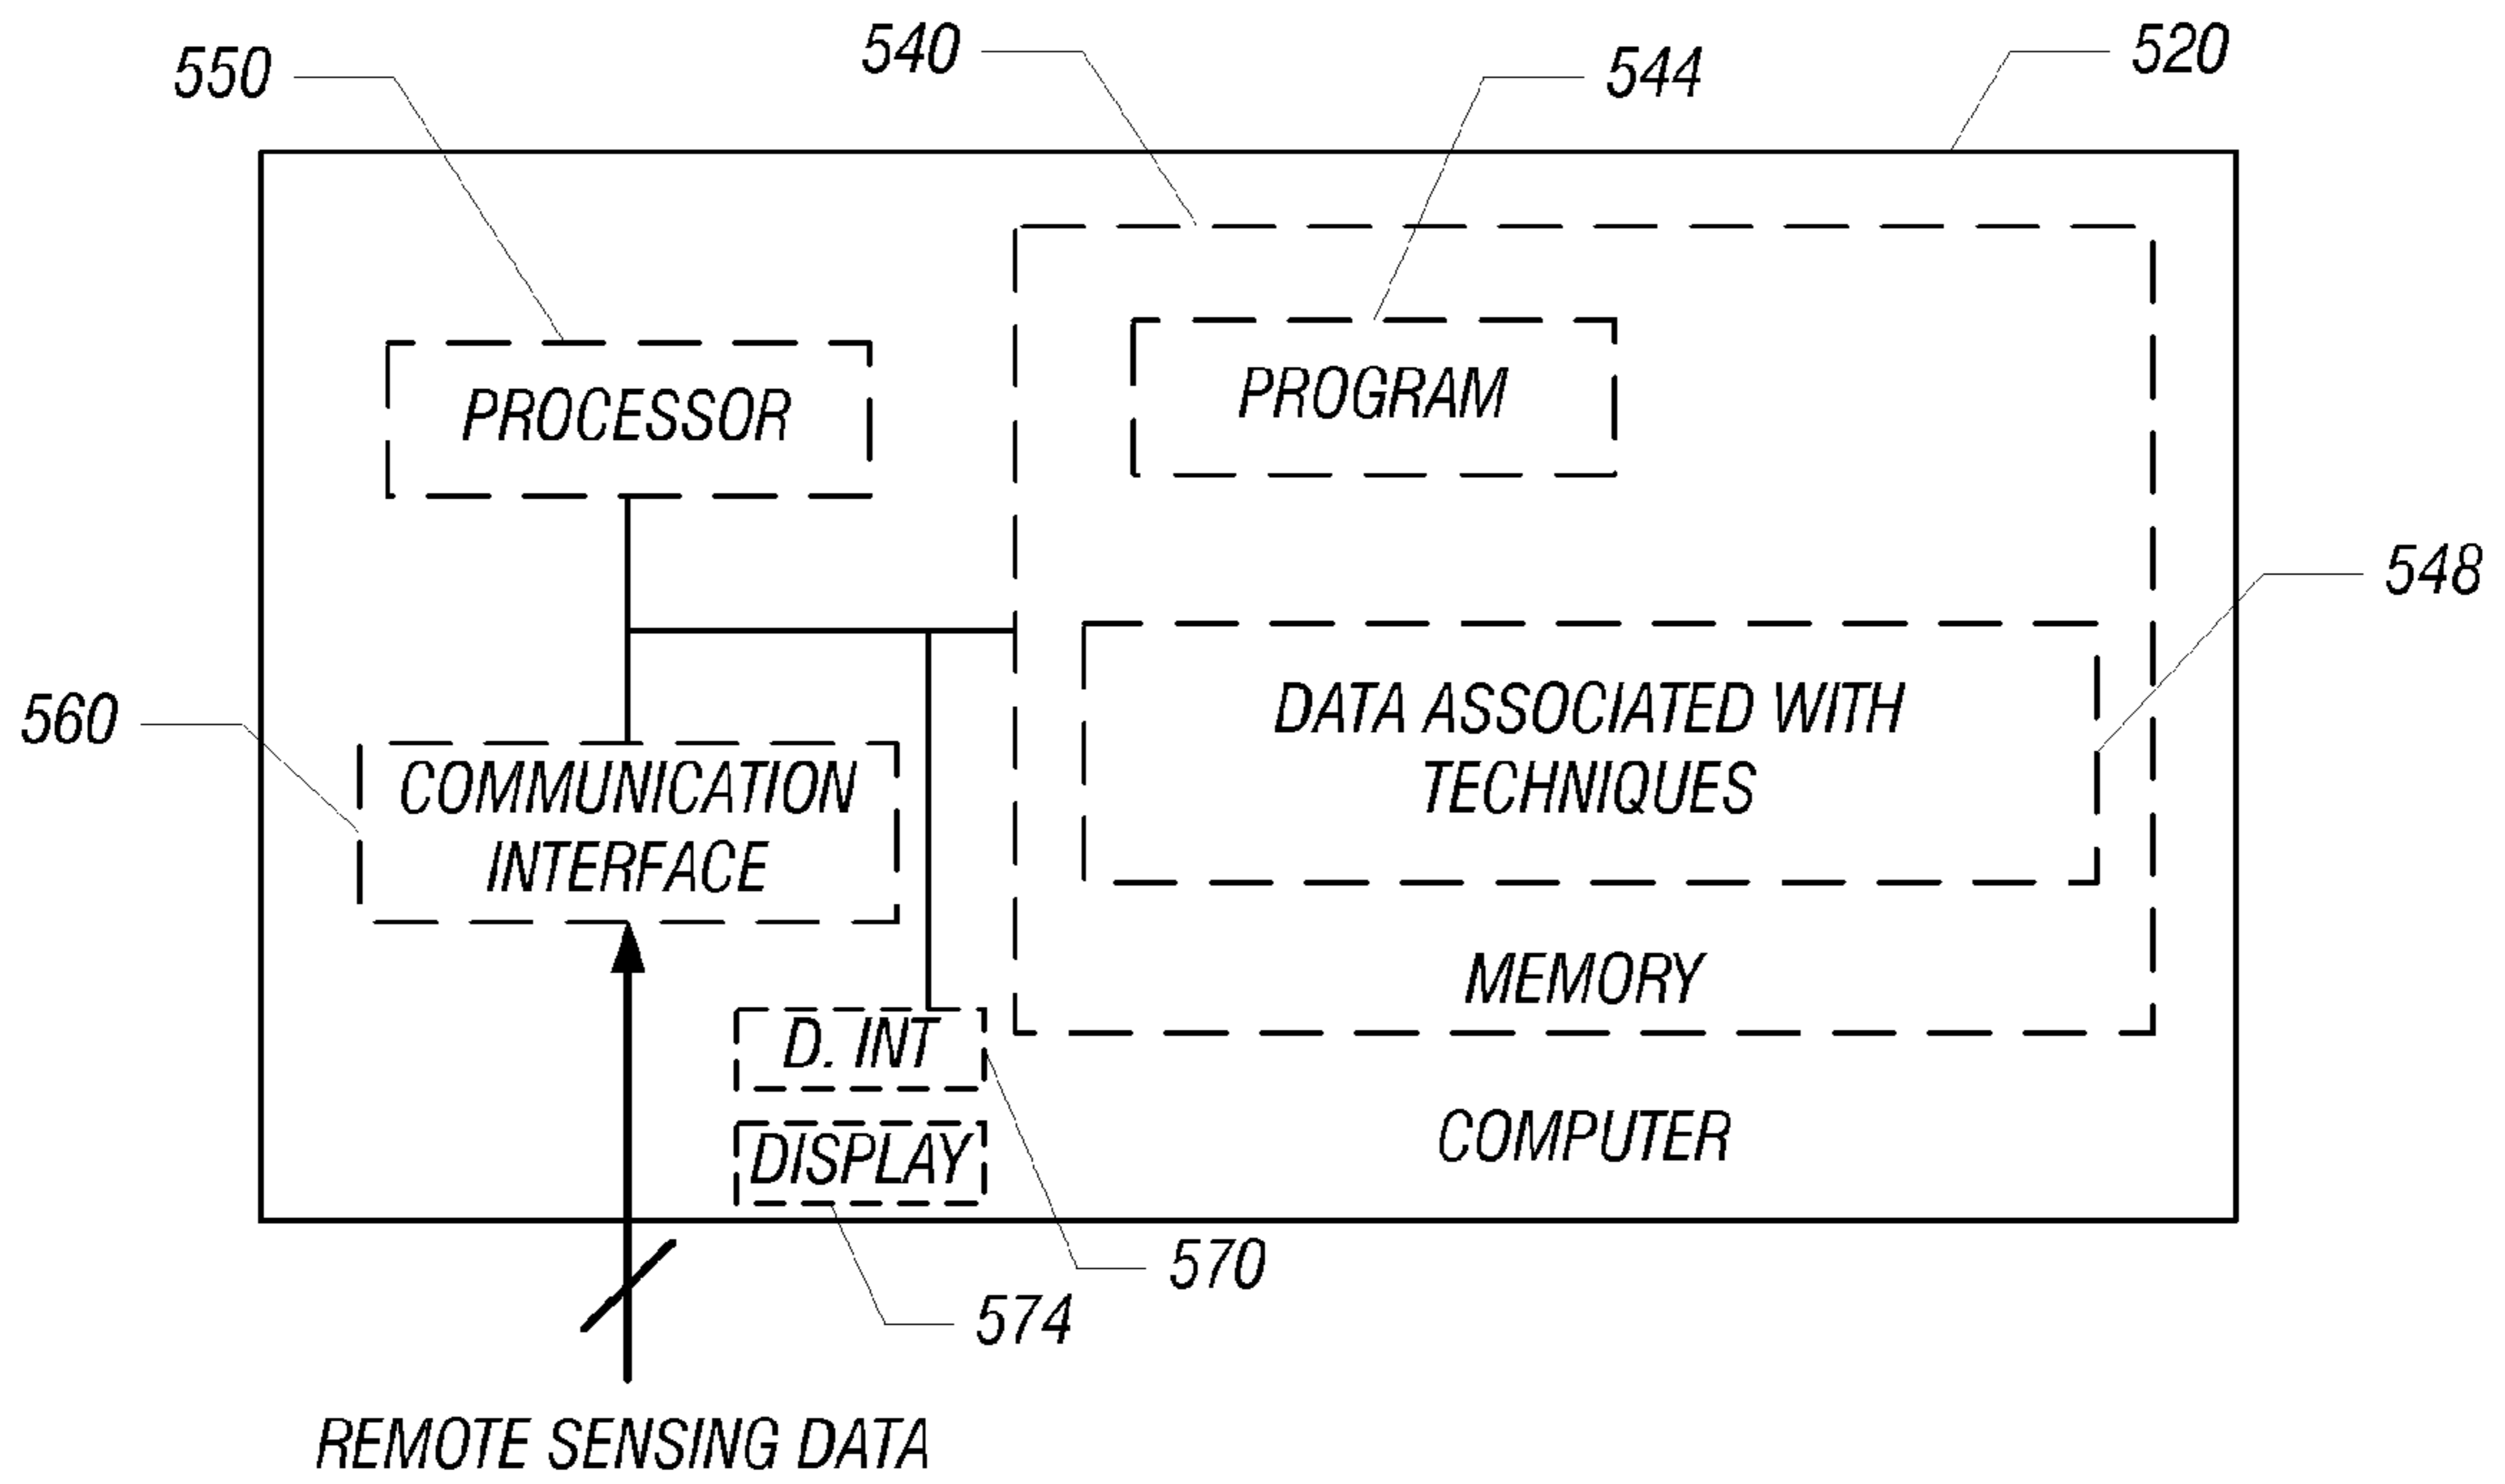 540
520
550
544
PROCESSOR
PROGRAM
548
560
DATA ASSOCIATED WITH
TECHNIQUES
COMMUNICATION
INTERFACE
MEMORY
D. INT
DISPLAY
COMPUTER
570
574
REMOTE SENSING DATA